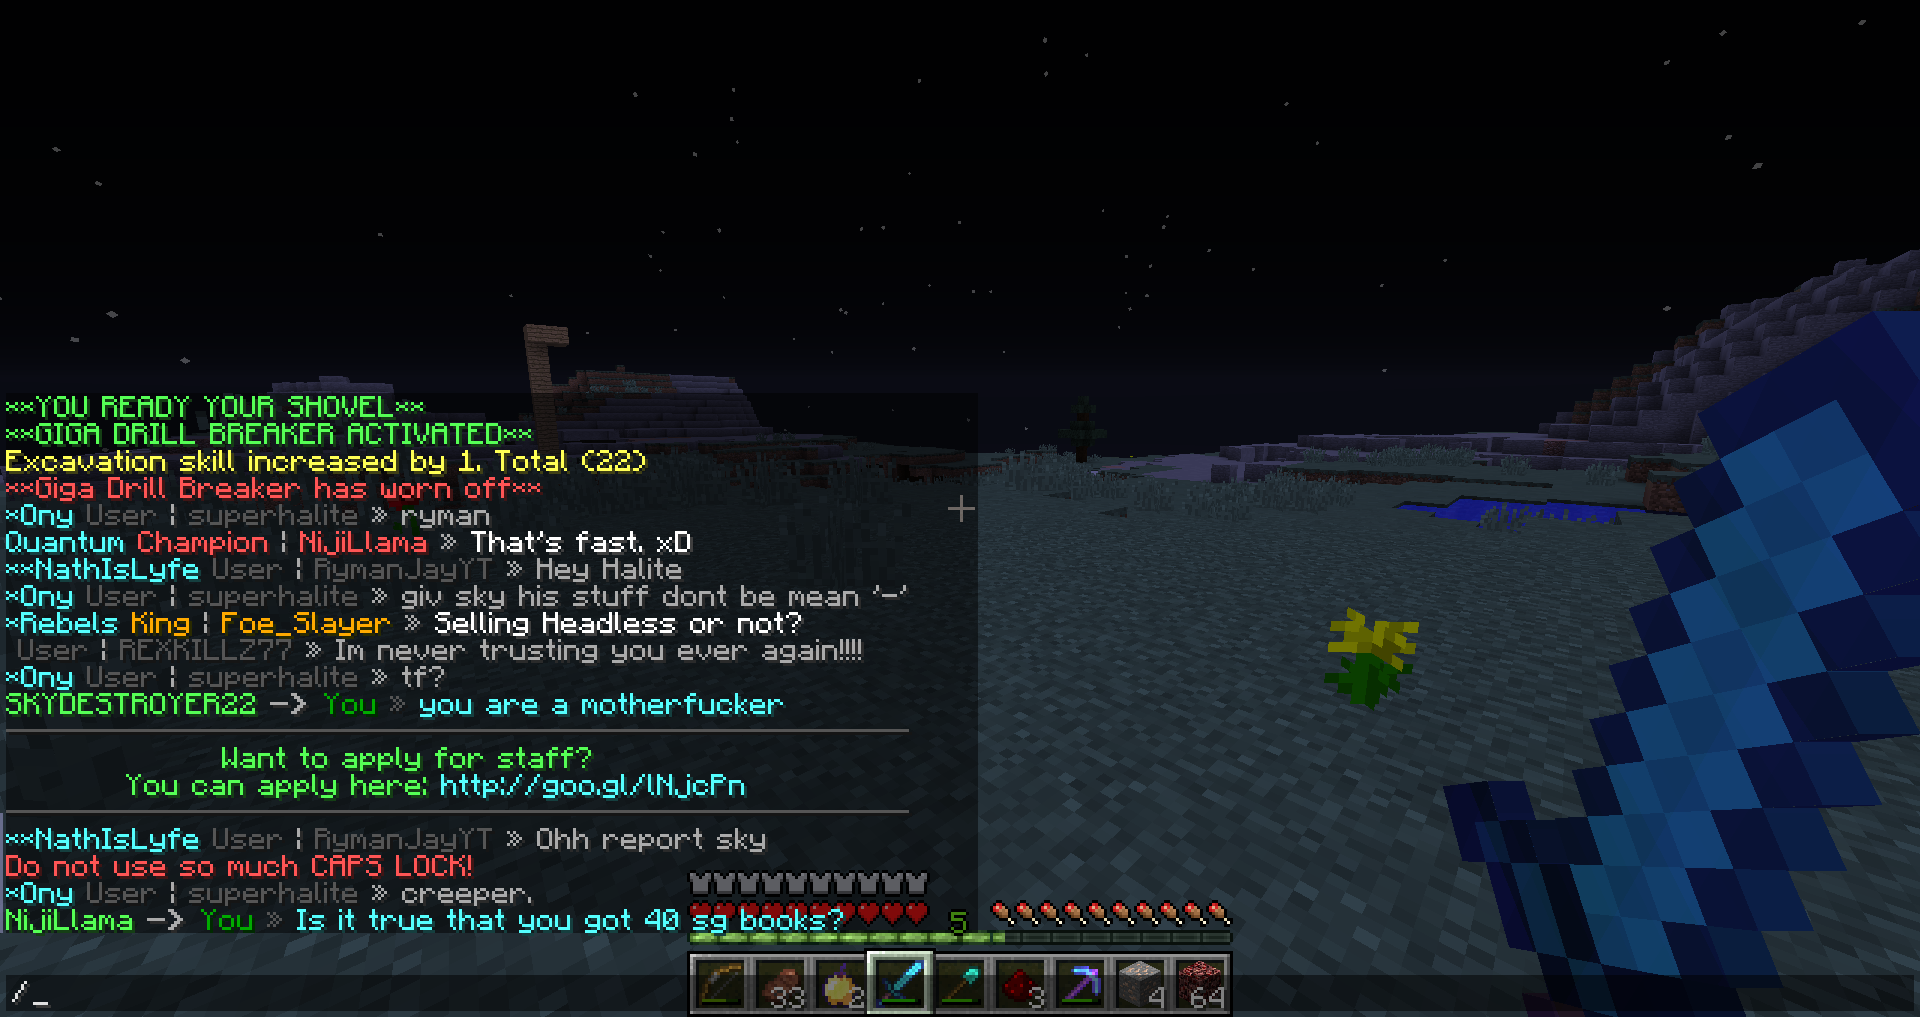 ××YOU READY YOUR SHOVEL××
××GIGA DRILL BREAKER ACTIVATED××
Excavation skill increased by 1. Total (22)
××Giga Drill Breaker has worn off××
×Ony User ¦ superhalite » ryman
Quantum Champion ¦ NijiLlama » That's fast. xD
××NathIsLyfe User ¦ RymanJayYT » Hey Halite
×Ony User ¦ superhalite » giv sky his stuff dont be mean '-'
×Rebels King ¦ Foe_Slayer » Selling Headless or not?
User ¦ REXKILLZ77 » Im never trusting you ever again!!!!
×Ony User ¦ superhalite » tf?
SKYDESTROYER22 —> You » you are a motherfucker
Want to apply for staff?
You can apply here: http://goo.gl/lNJcPn
××NathIsLyfe User ¦ RymanJayYT » Ohh report sky
Do not use so much CAPS LOCK!
×Ony User ¦ superhalite » creeper.
NijiLlama —> You » Is it true that you got 40 sg books?
5
33 2 3 4 64
/_